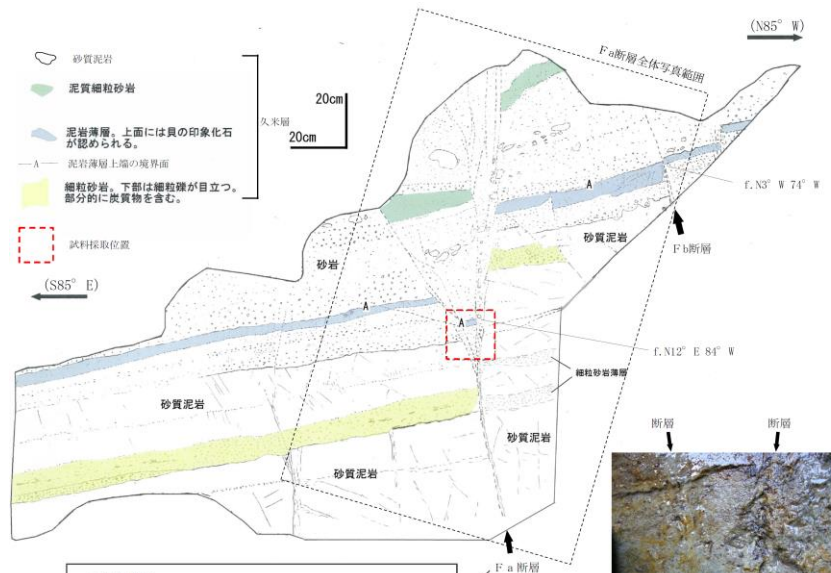 砂質泥岩
泥質細粒砂岩
泥岩薄層。上面には貝の印象化石
が認められる。
A
泥岩薄層上端の境界面
細粒砂岩。下部は細粒礫が目立つ。
部分的に炭質物を含む。
久米層
試料採取位置
20cm
20cm
(N85° W)
Fa断層全体写真範囲
(S85° E)
砂岩
A
A
A
砂質泥岩
f.N3° W 74° W
Fb断層
f.N12° E 84° W
細粒砂岩薄層
砂質泥岩
砂質泥岩
砂質泥岩
Fa断層
断層
断層